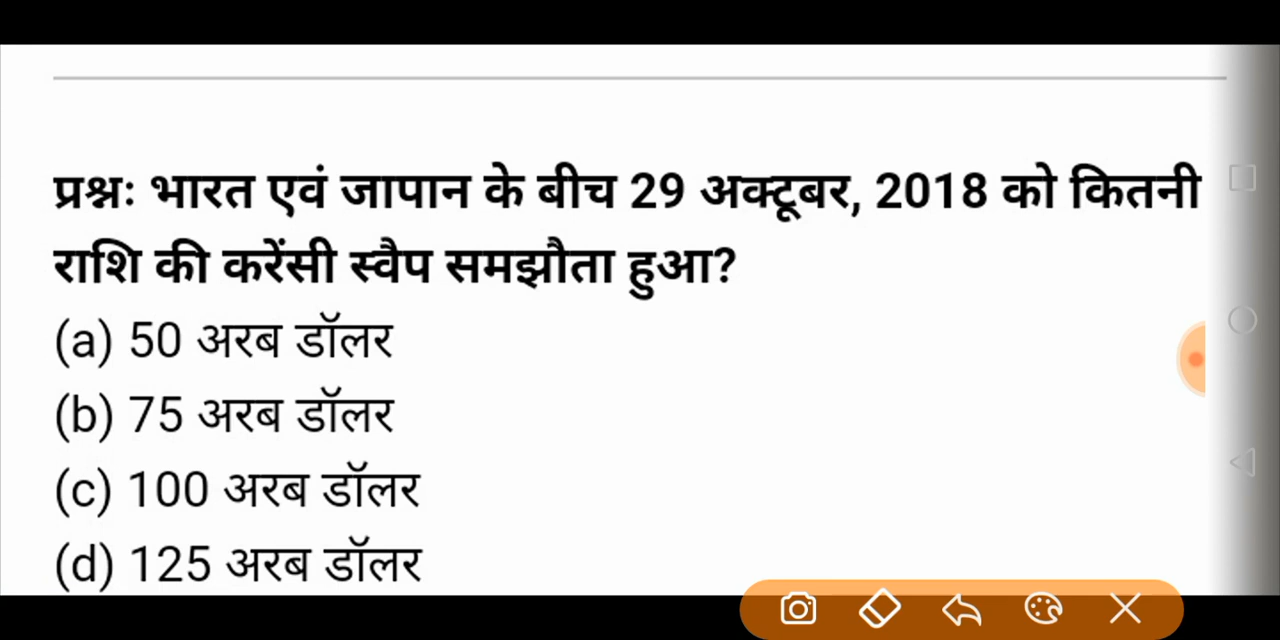 प्रश्नः भारत एवं जापान के बीच 29 अक्टूबर, 2018 को कितनी
राशि की करेंसी स्वैप समझौता हुआ?
(a) 50 अरब डॉलर
(b) 75 अरब डॉलर
(c) 100 अरब डॉलर
(d) 125 अरब डॉलर